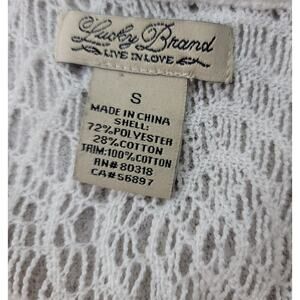 Lucky Brand
LIVE IN LOVE
S
MADE IN CHINA
SHELL:
72%POLYESTER
28%COTTON
TRIM:100%COTTON
RN#80318
CA#56897